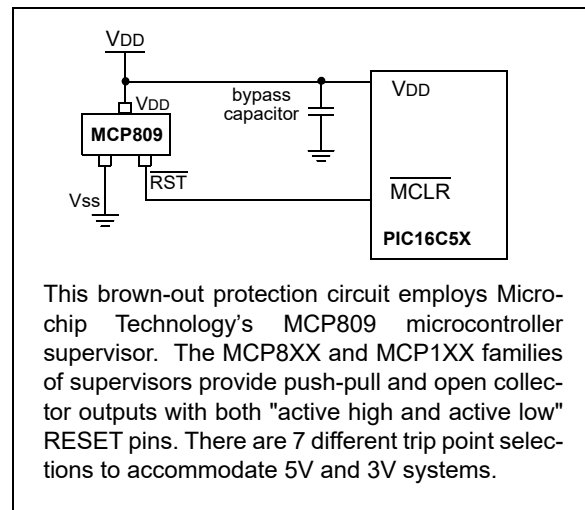 VDD
VDD
bypass
capacitor
VDD
MCP809
RST
Vss
MCLR
PIC16C5X
This brown-out protection circuit employs Micro-
chip Technology's MCP809 microcontroller
supervisor. The MCP8XX and MCP1XX families
of supervisors provide push-pull and open collec-
tor outputs with both "active high and active low"
RESET pins. There are 7 different trip point selec-
tions to accommodate 5V and 3V systems.